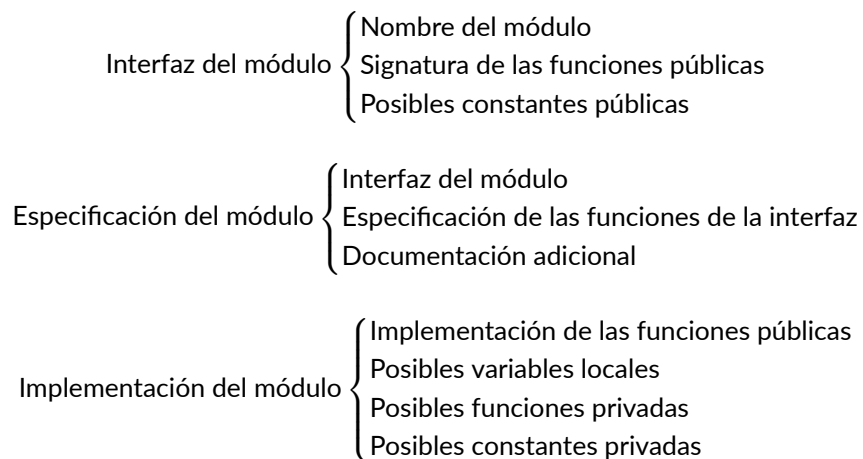 Nombre del módulo
Interfaz del módulo
Signatura de las funciones públicas
Posibles constantes públicas
Interfaz del módulo
Especificación del módulo
Especificación de las funciones de la interfaz
Documentación adicional
Implementación de las funciones públicas
Posibles variables locales
Implementación del módulo
Posibles funciones privadas
Posibles constantes privadas